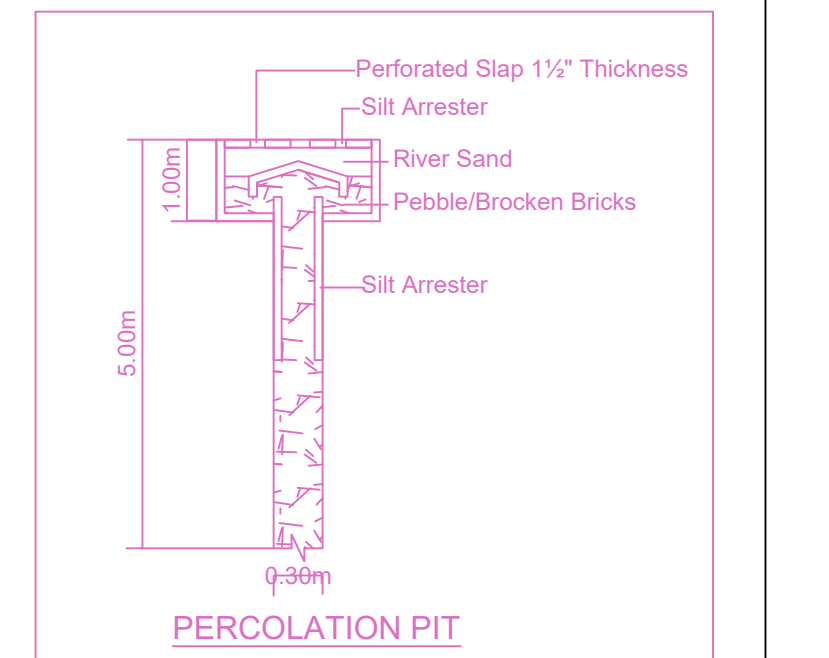 Perforated Slap 1½" Thickness
Silt Arrester
River Sand
1.00m
Pebble/Brocken Bricks
Silt Arrester
5.00m
0.30m
PERCOLATION PIT